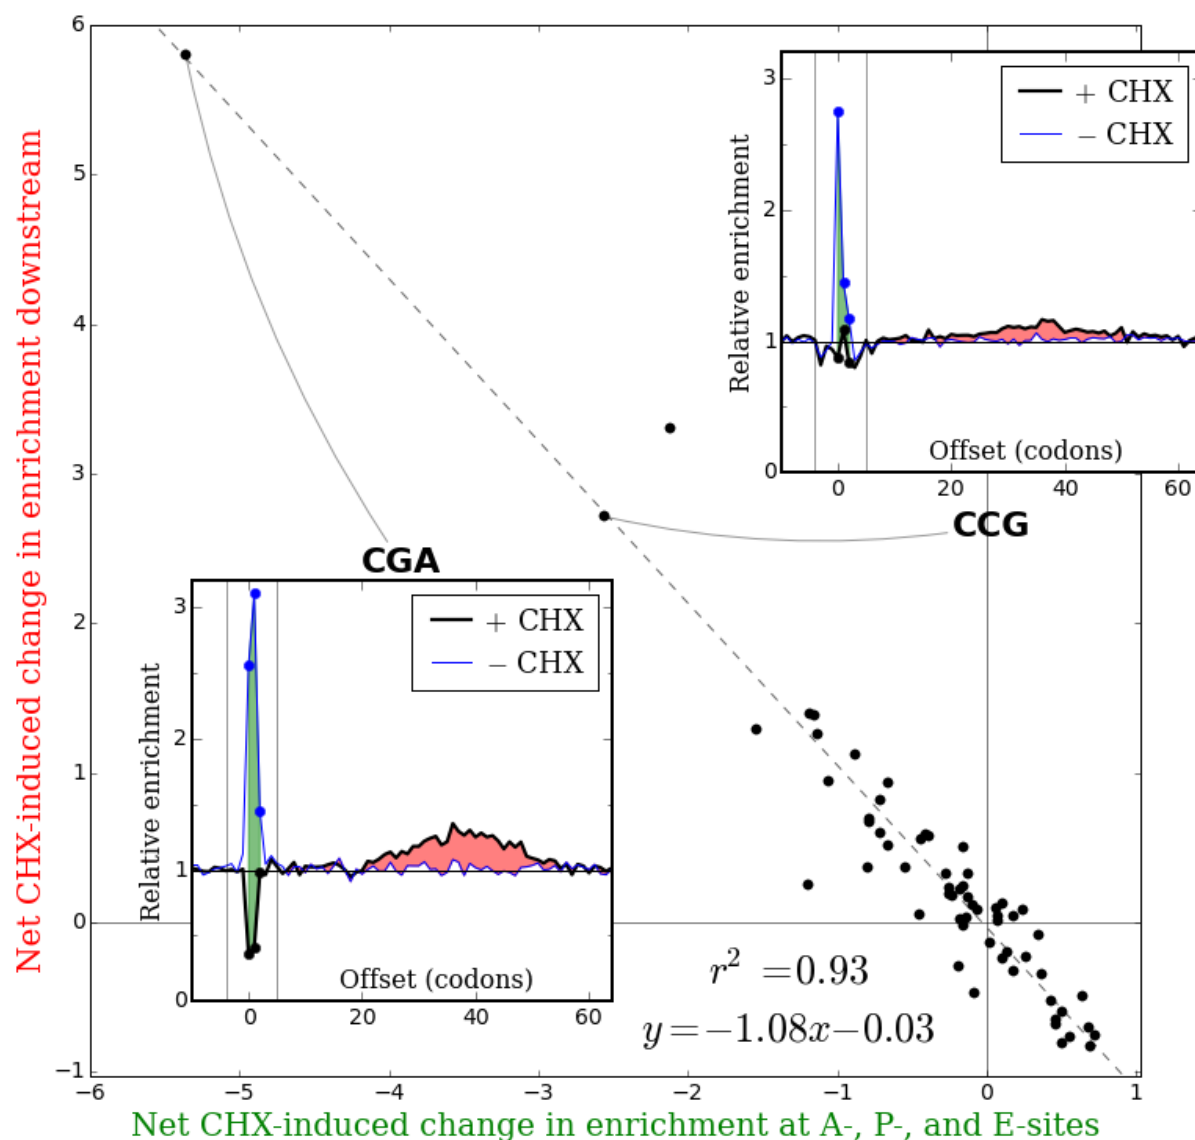 Net CHX-induced change in enrichment downstream
6
5
4
3
2
1
0
−1
−6
−5
−4
−3
−2
−1
0
1
Net CHX-induced change in enrichment at A-, P-, and E-sites
CCG
Relative enrichment
3
2
1
0
+ CHX
− CHX
Offset (codons)
0
20
40
60
CGA
Relative enrichment
3
2
1
0
+ CHX
− CHX
Offset (codons)
0
20
40
60
r² =0.93
y=−1.08x−0.03